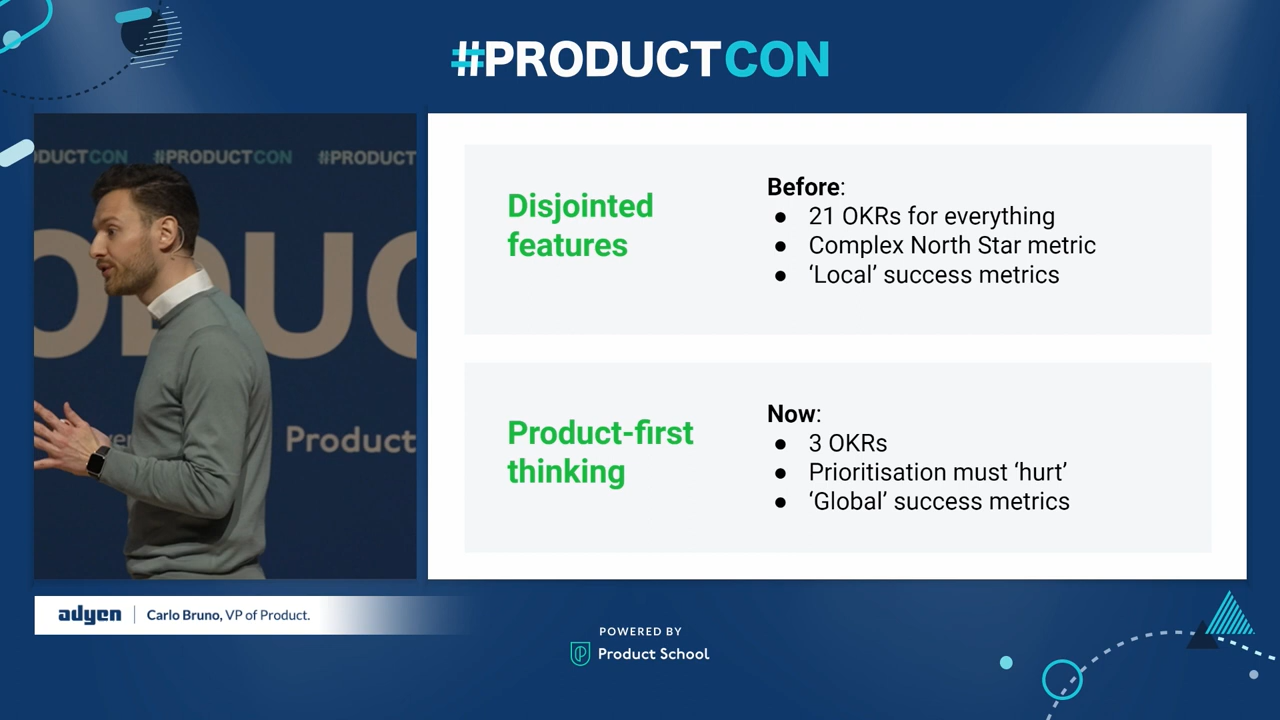 #PRODUCTCON
DUCTCON #PRODUCTCON #PRODUCT
ODUC
Product
Disjointed
features
Before:
● 21 OKRs for everything
● Complex North Star metric
● ‘Local’ success metrics
Product-first
thinking
Now:
● 3 OKRs
● Prioritisation must ‘hurt’
● ‘Global’ success metrics
adyen | Carlo Bruno, VP of Product.
POWERED BY
Product School